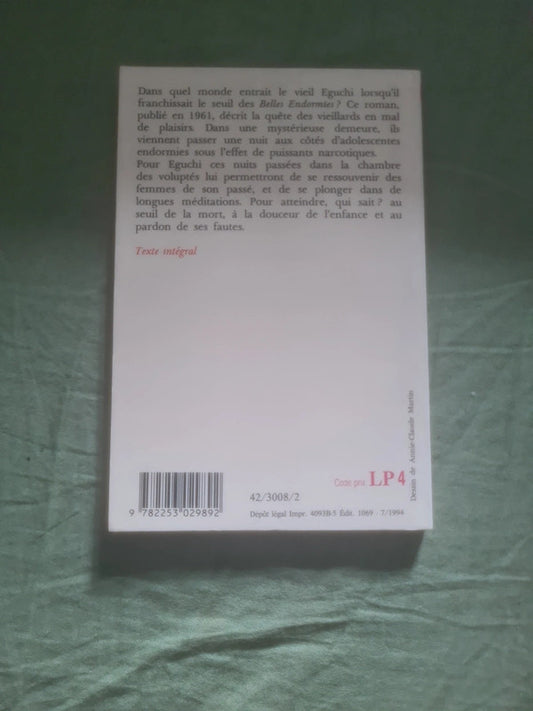 Dans quel monde entrait le vieil Eguchi lorsqu'il
franchissait le seuil des Belles Endormies ? Ce roman,
publié en 1961, décrit la quête des vieillards en mal
de plaisirs. Dans une mystérieuse demeure, ils
viennent passer une nuit aux côtés d'adolescentes
endormies sous l'effet de puissants narcotiques.
Pour Eguchi ces nuits passées dans la chambre
des voluptés lui permettront de se ressouvenir des
femmes de son passé, et de se plonger dans de
longues méditations. Pour atteindre, qui sait ? au
seuil de la mort, à la douceur de l'enfance et au
pardon de ses fautes.
Texte intégral
Dessin de Annie-Claude Martin
Code prix LP 4
42/3008/2
9 782253 029892
Dépôt légal Impr. 4093B-5 Édit. 1069 · 7/1994